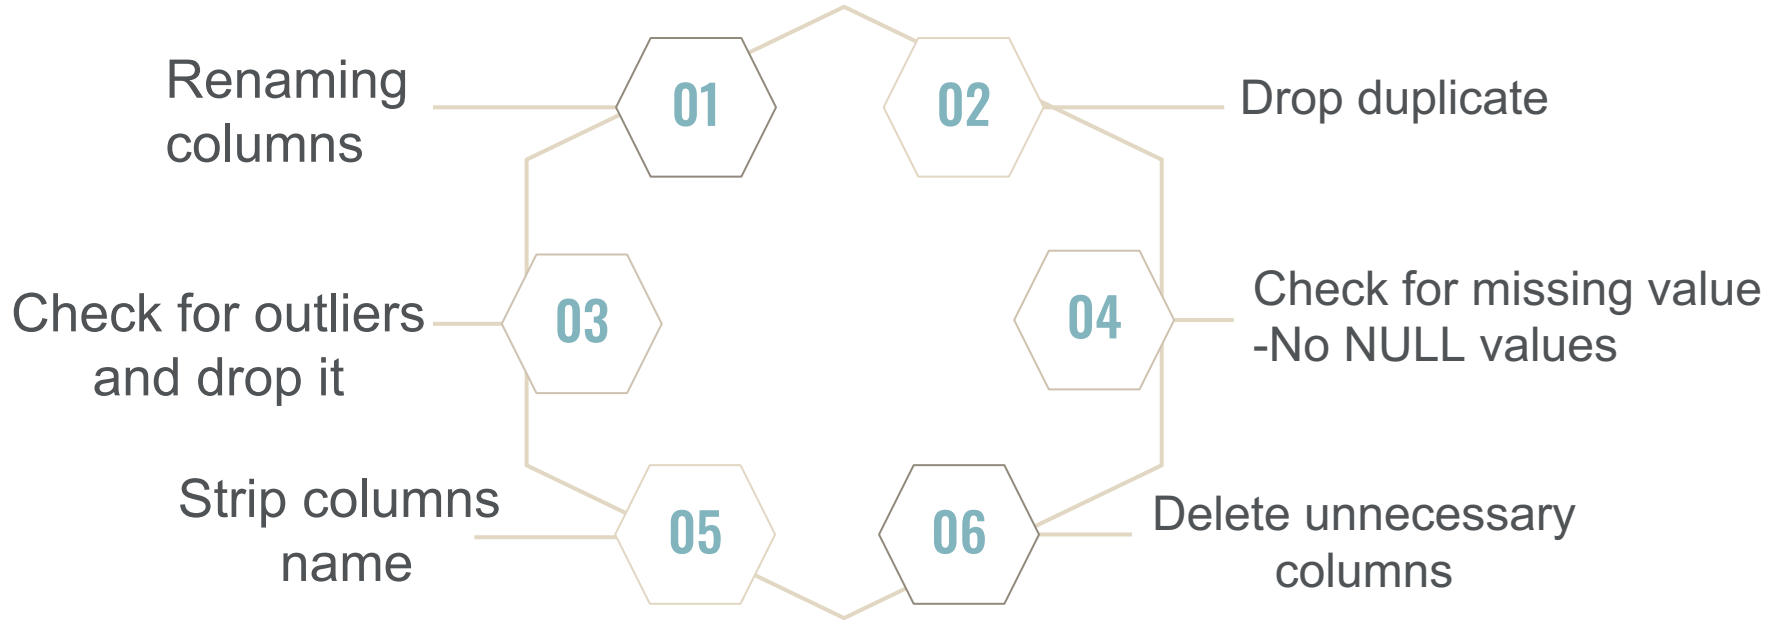 01
Renaming
columns
02
Drop duplicate
03
Check for outliers
and drop it
04
Check for missing value
-No NULL values
05
Strip columns
name
06
Delete unnecessary
columns